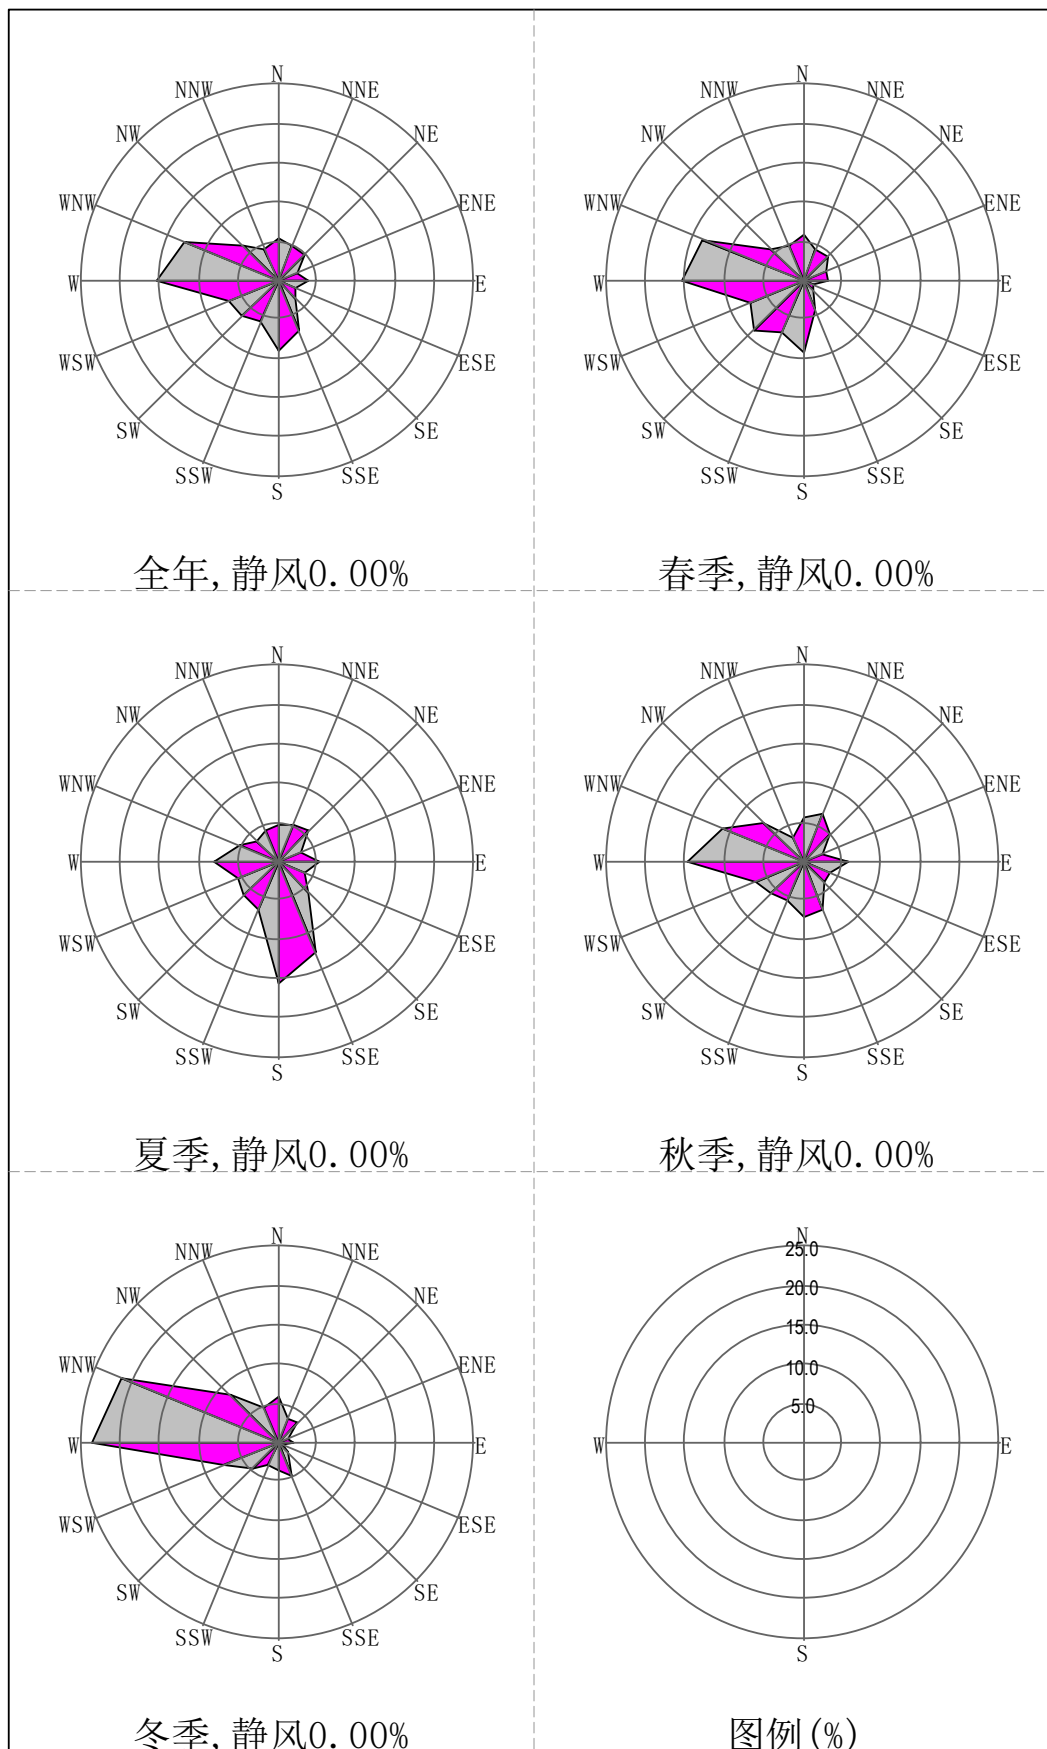 N
NNW NNE
NW NE
WNW ENE
W E
WSW ESE
SW SE
SSW SSE
S
全年,静风0.00%
N
NNW NNE
NW NE
WNW ENE
W E
WSW ESE
SW SE
SSW SSE
S
春季,静风0.00%
N
NNW NNE
NW NE
WNW ENE
W E
WSW ESE
SW SE
SSW SSE
S
夏季,静风0.00%
N
NNW NNE
NW NE
WNW ENE
W E
WSW ESE
SW SE
SSW SSE
S
秋季,静风0.00%
N
NNW NNE
NW NE
WNW ENE
W E
WSW ESE
SW SE
SSW SSE
S
冬季,静风0.00%
N
25.0
20.0
15.0
10.0
5.0
W E
S
图例(%)